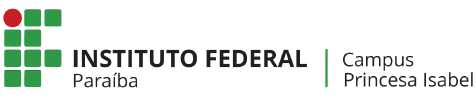 INSTITUTO FEDERAL
Paraíba
Campus
Princesa Isabel